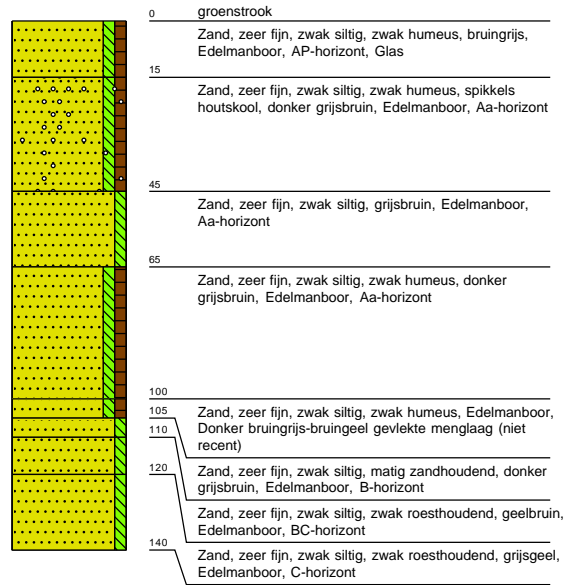 0 groenstrook
Zand, zeer fijn, zwak siltig, zwak humeus, bruingrijs,
Edelmanboor, AP-horizont, Glas
15
Zand, zeer fijn, zwak siltig, zwak humeus, spikkels
houtskool, donker grijsbruin, Edelmanboor, Aa-horizont
45
Zand, zeer fijn, zwak siltig, grijsbruin, Edelmanboor,
Aa-horizont
65
Zand, zeer fijn, zwak siltig, zwak humeus, donker
grijsbruin, Edelmanboor, Aa-horizont
100
105 Zand, zeer fijn, zwak siltig, zwak humeus, Edelmanboor,
110 Donker bruingrijs-bruingeel gevlekte menglaag (niet
recent)
120 Zand, zeer fijn, zwak siltig, matig zandhoudend, donker
grijsbruin, Edelmanboor, B-horizont
Zand, zeer fijn, zwak siltig, zwak roesthoudend, geelbruin,
Edelmanboor, BC-horizont
140 Zand, zeer fijn, zwak siltig, zwak roesthoudend, grijsgeel,
Edelmanboor, C-horizont